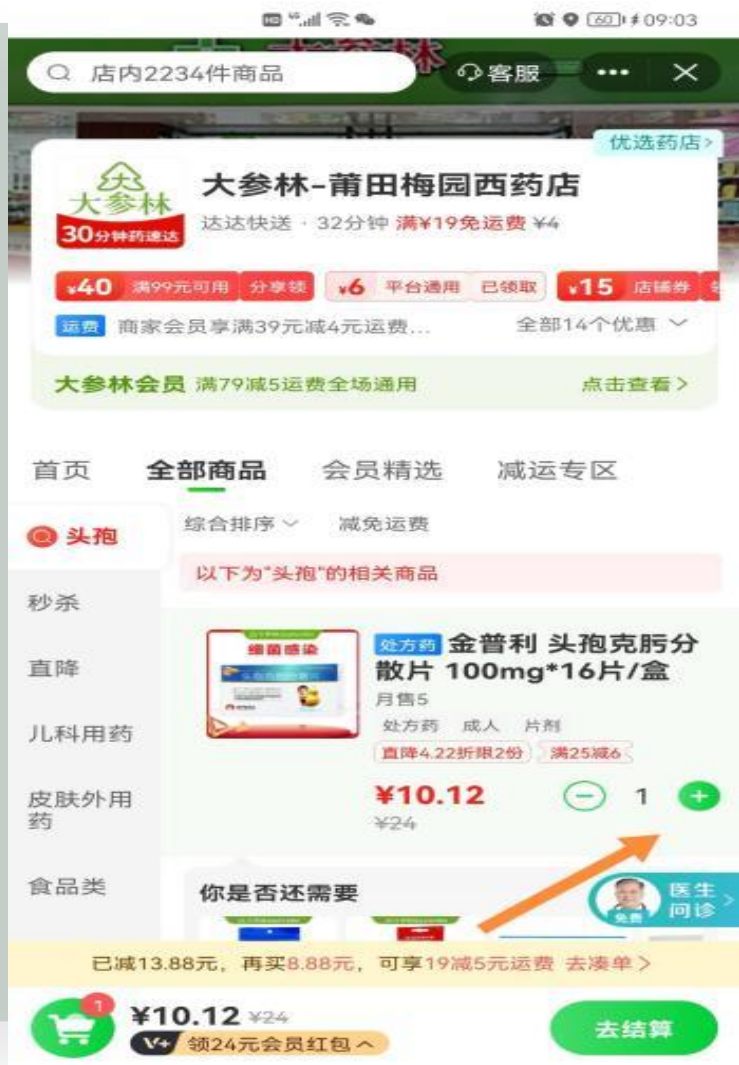 60 09:03
大参林
店内2234件商品
客服
优选药店>
大参林
30分钟药速达
大参林-莆田梅园西药店
达达快送 · 32分钟 满¥19免运费 ¥4
¥40 满99元可用 分享领 ¥6 平台通用 已领取 ¥15 店铺券
运费 商家会员享满39元减4元运费... 全部14个优惠
大参林会员 满79减5运费全场通用 点击查看>
首页 全部商品 会员精选 减运专区
头孢
综合排序 减免运费
以下为"头孢"的相关商品
秒杀
直降
儿科用药
皮肤外用
药
食品类
细菌感染
处方药 金普利 头孢克肟分
散片 100mg*16片/盒
月售5
处方药 成人 片剂
直降4.22折限2份 满25减6
¥10.12 1
¥24
你是否还需要
医生
问诊
免费
已减13.88元，再买8.88元，可享19减5元运费 去凑单>
1
¥10.12 ¥24
V+ 领24元会员红包
去结算